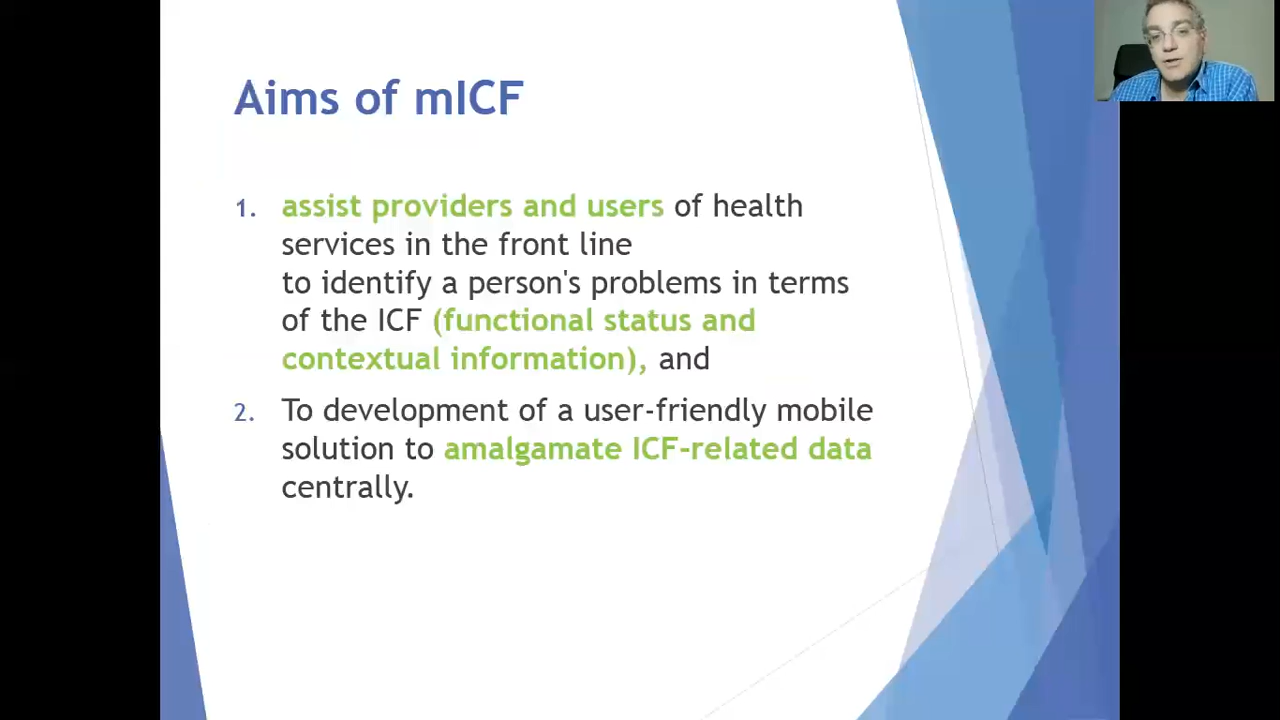 Aims of mICF
1. assist providers and users of health
services in the front line
to identify a person's problems in terms
of the ICF (functional status and
contextual information), and
2. To development of a user-friendly mobile
solution to amalgamate ICF-related data
centrally.